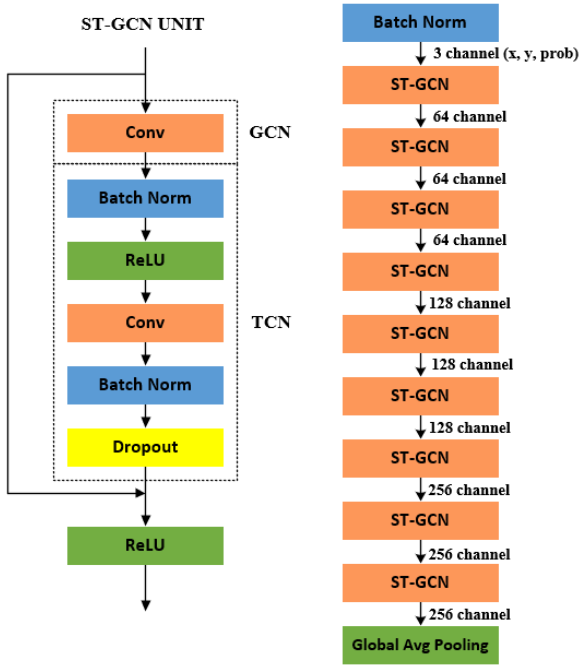 ST-GCN UNIT
Conv
GCN
Batch Norm
ReLU
Conv
TCN
Batch Norm
Dropout
ReLU
Batch Norm
3 channel (x, y, prob)
ST-GCN
64 channel
ST-GCN
64 channel
ST-GCN
64 channel
ST-GCN
128 channel
ST-GCN
128 channel
ST-GCN
128 channel
ST-GCN
256 channel
ST-GCN
256 channel
ST-GCN
256 channel
Global Avg Pooling